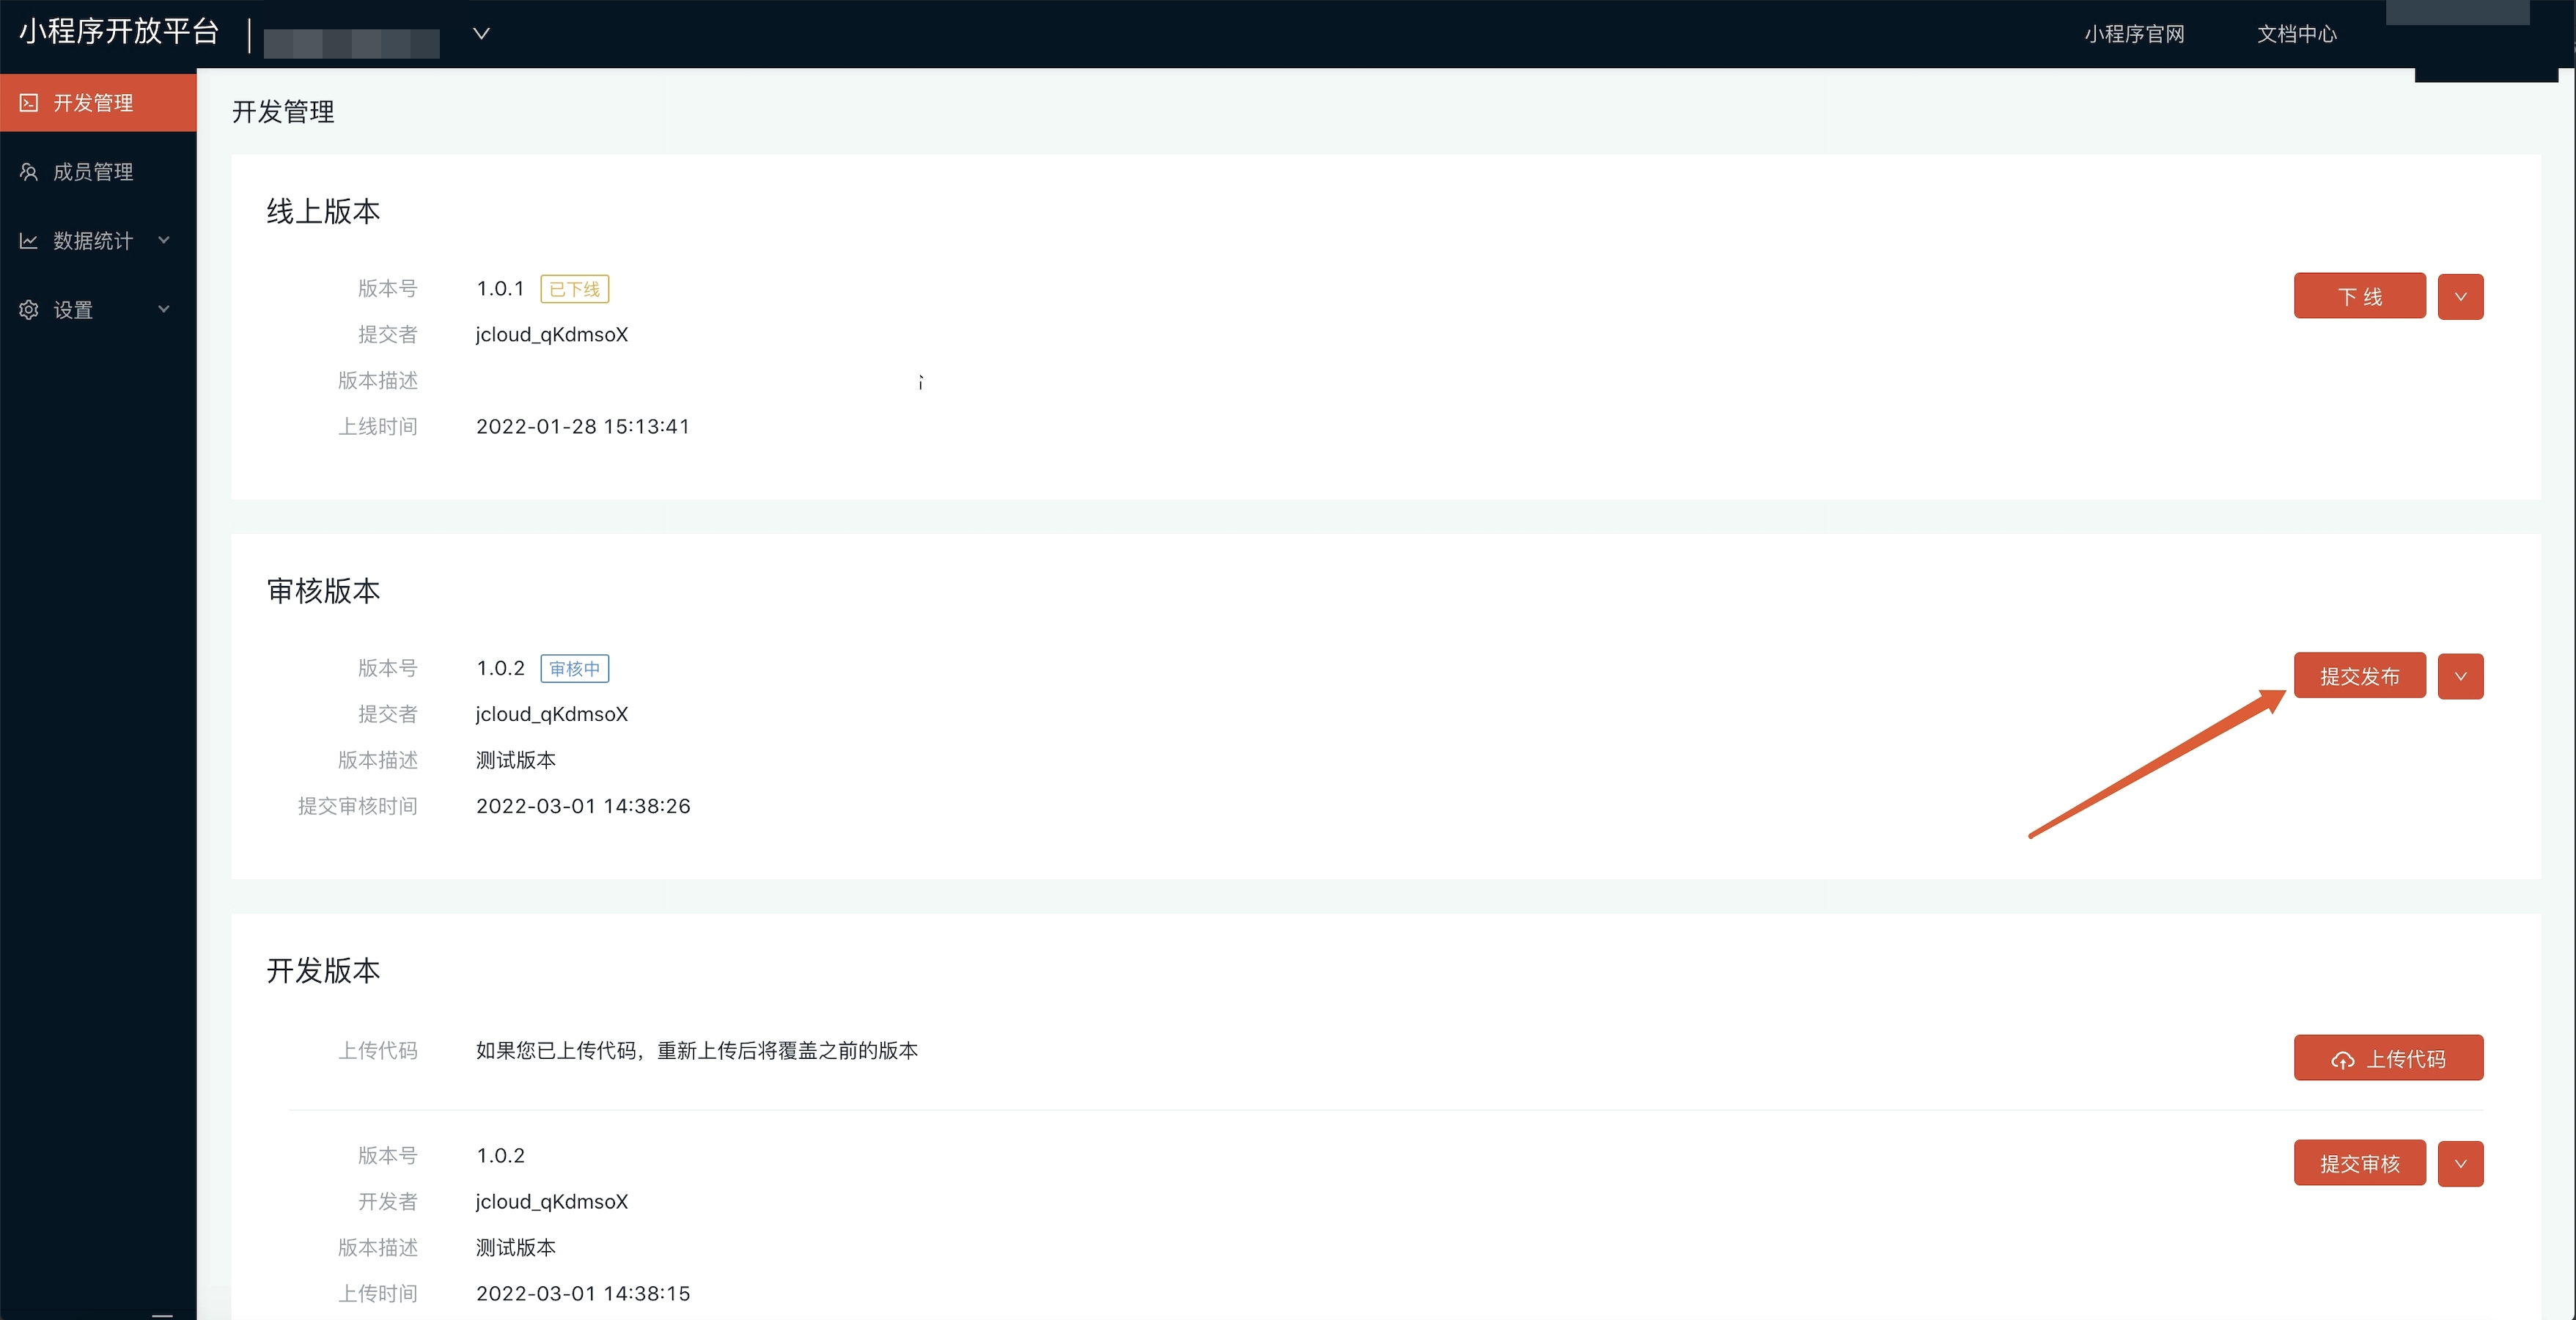 小程序开放平台
小程序官网
文档中心
开发管理
成员管理
数据统计
设置
开发管理
线上版本
版本号 1.0.1 已下线
下线
提交者 jcloud_qKdmsoX
版本描述
上线时间 2022-01-28 15:13:41
审核版本
版本号 1.0.2 审核中
提交发布
提交者 jcloud_qKdmsoX
版本描述 测试版本
提交审核时间 2022-03-01 14:38:26
开发版本
上传代码 如果您已上传代码，重新上传后将覆盖之前的版本
上传代码
版本号 1.0.2
提交审核
开发者 jcloud_qKdmsoX
版本描述 测试版本
上传时间 2022-03-01 14:38:15